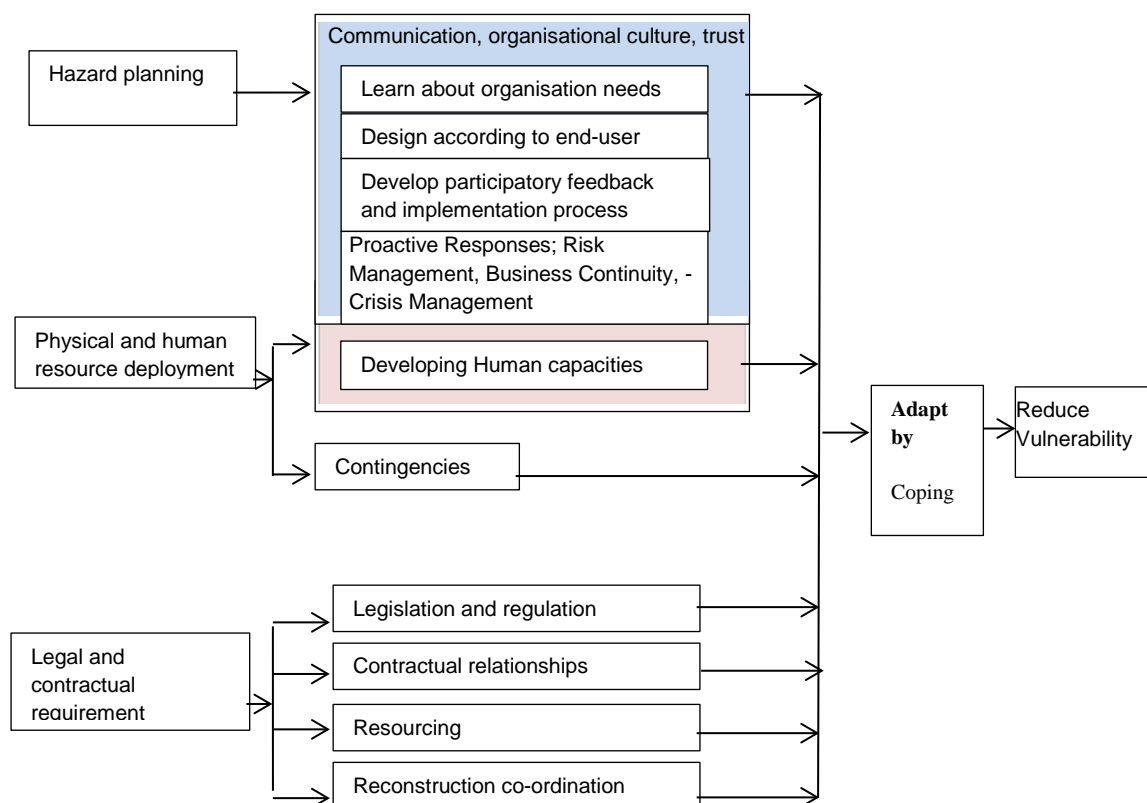 Communication, organisational culture, trust
Hazard planning
Learn about organisation needs
Design according to end-user
Develop participatory feedback
and implementation process
Proactive Responses; Risk
Management, Business Continuity, -
Crisis Management
Physical and human
resource deployment
Developing Human capacities
Contingencies
Adapt
by
Coping
Reduce
Vulnerability
Legal and
contractual
requirement
Legislation and regulation
Contractual relationships
Resourcing
Reconstruction co-ordination